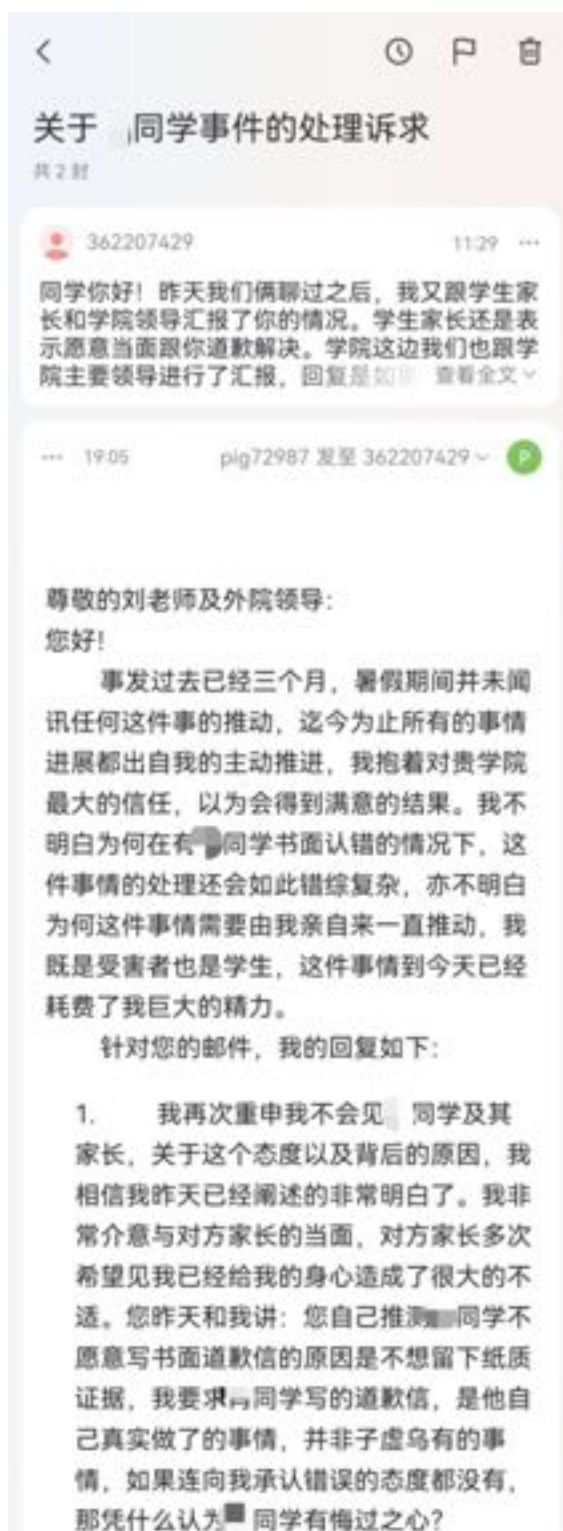 关于 同学事件的处理诉求
共2封
362207429 11:29 ···
同学你好！昨天我们俩聊过之后，我又跟学生家
长和学院领导汇报了你的情况。学生家长还是表
示愿意当面跟你道歉解决。学院这边我们也跟学
院主要领导进行了汇报，回复是如 查看全文
··· 19:05 pig72987 发至 362207429 P
尊敬的刘老师及外院领导：
您好！
事发过去已经三个月，暑假期间并未闻
讯任何这件事的推动，迄今为止所有的事情
进展都出自我的主动推进，我抱着对贵学院
最大的信任，以为会得到满意的结果。我不
明白为何在有 同学书面认错的情况下，这
件事情的处理还会如此错综复杂，亦不明白
为何这件事情需要由我亲自来一直推动，我
既是受害者也是学生，这件事情到今天已经
耗费了我巨大的精力。
针对您的邮件，我的回复如下：
1. 我再次重申我不会见 同学及其
家长，关于这个态度以及背后的原因，我
相信我昨天已经阐述的非常明白了。我非
常介意与对方家长的当面，对方家长多次
希望见我已经给我的身心造成了很大的不
适。您昨天和我讲：您自己推测 同学不
愿意写书面道歉信的原因是不想留下纸质
证据，我要求 同学写的道歉信，是他自
己真实做了的事情，并非子虚乌有的事
情，如果连向我承认错误的态度都没有，
那凭什么认为 同学有悔过之心？